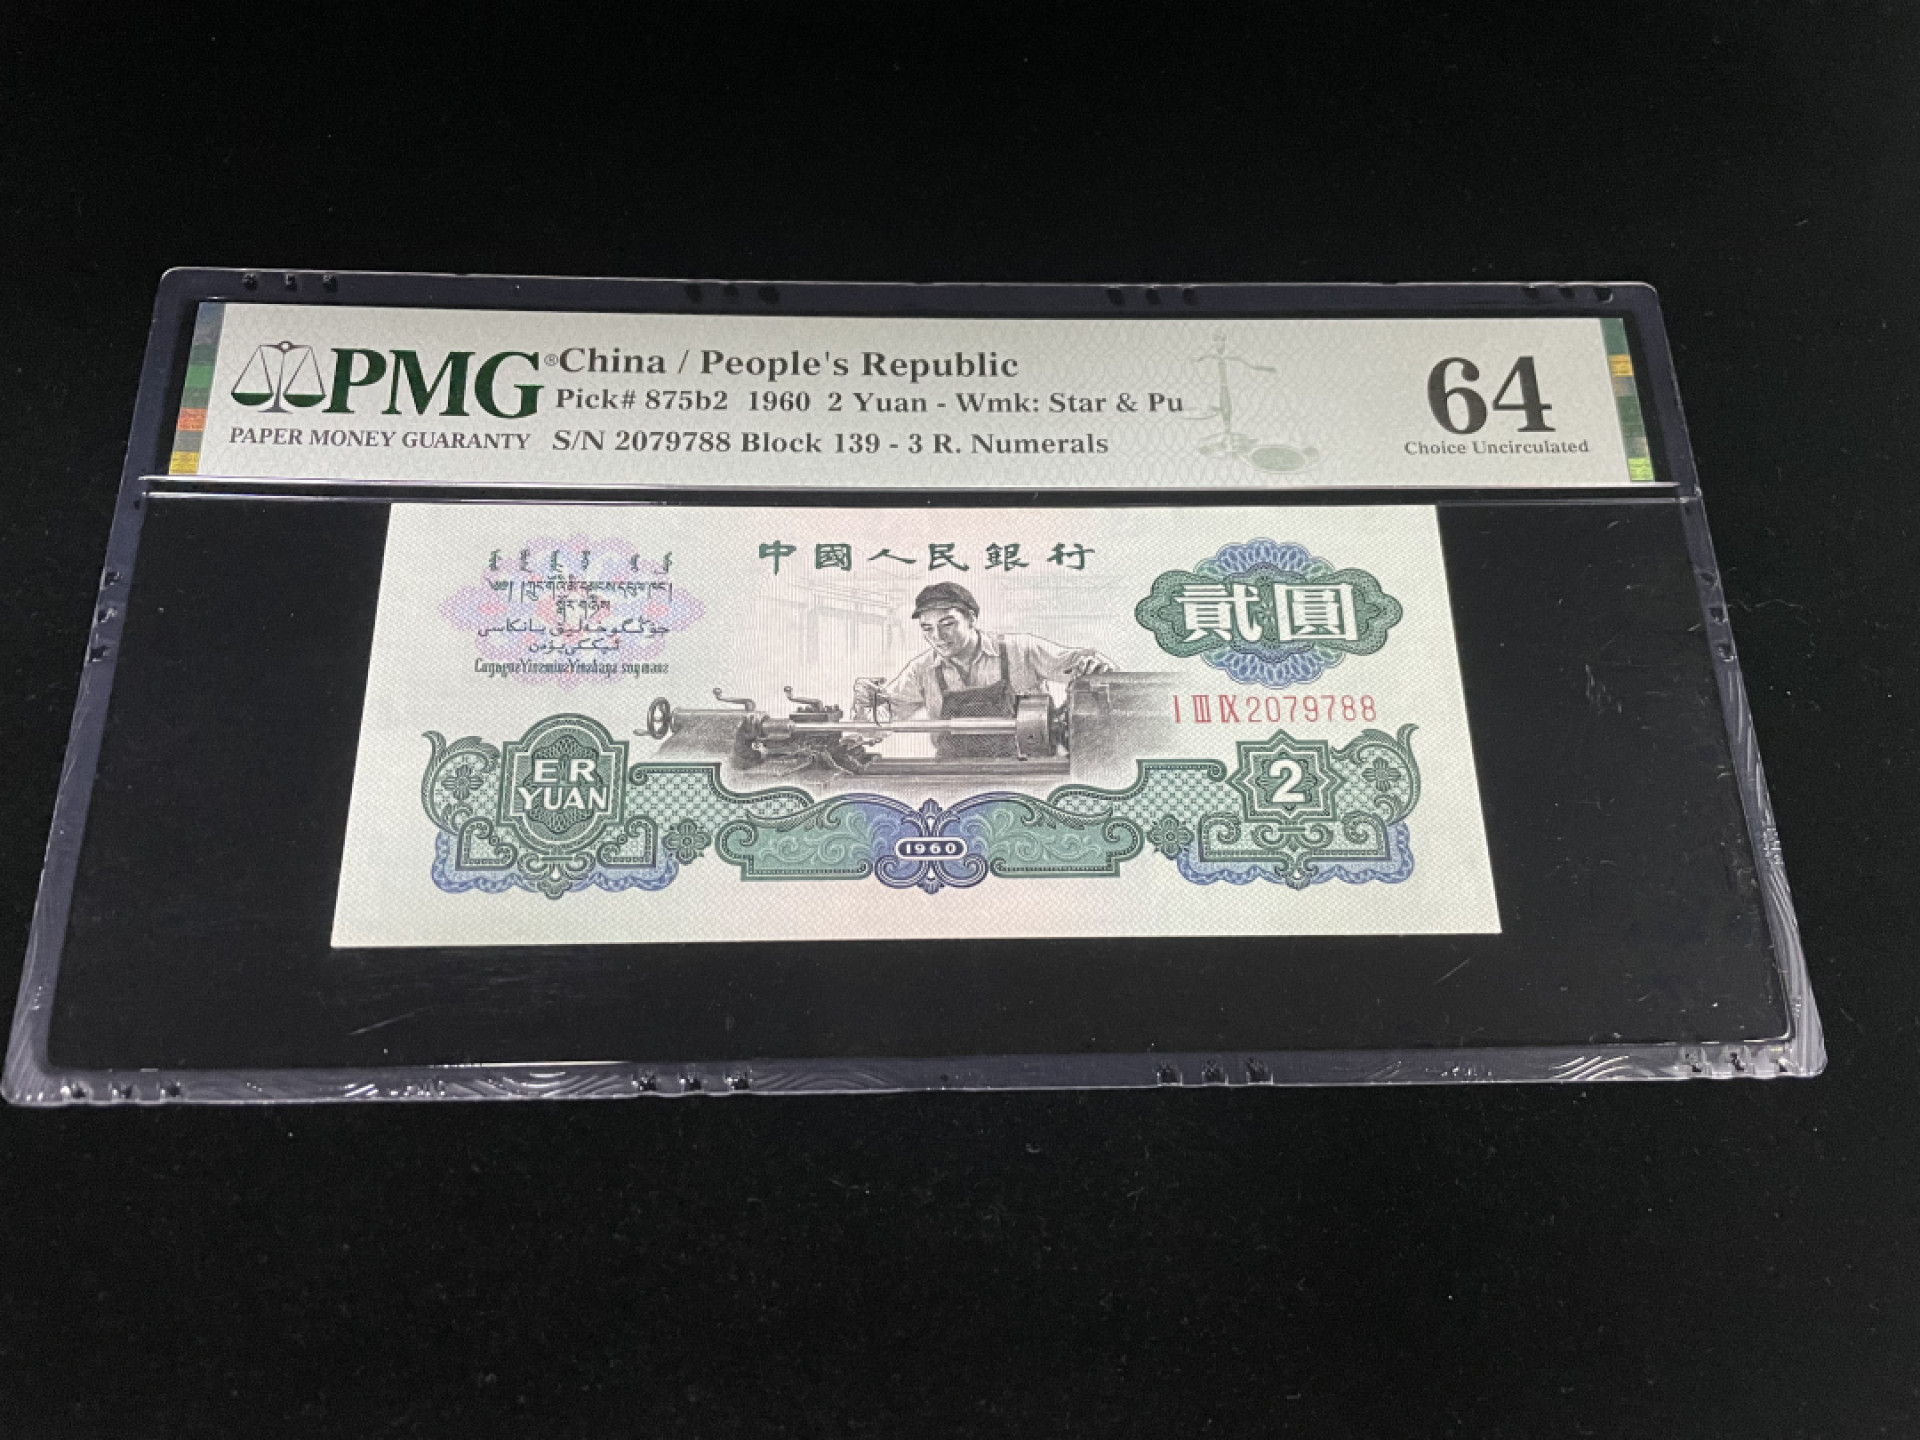 PMG®
PAPER MONEY GUARANTY
China / People's Republic
Pick# 875b2 1960 2 Yuan - Wmk: Star & Pu
S/N 2079788 Block 139 - 3 R. Numerals
64
Choice Uncirculated
中國人民銀行
貳圓
I III IX 2079788
ER
YUAN
2
1960